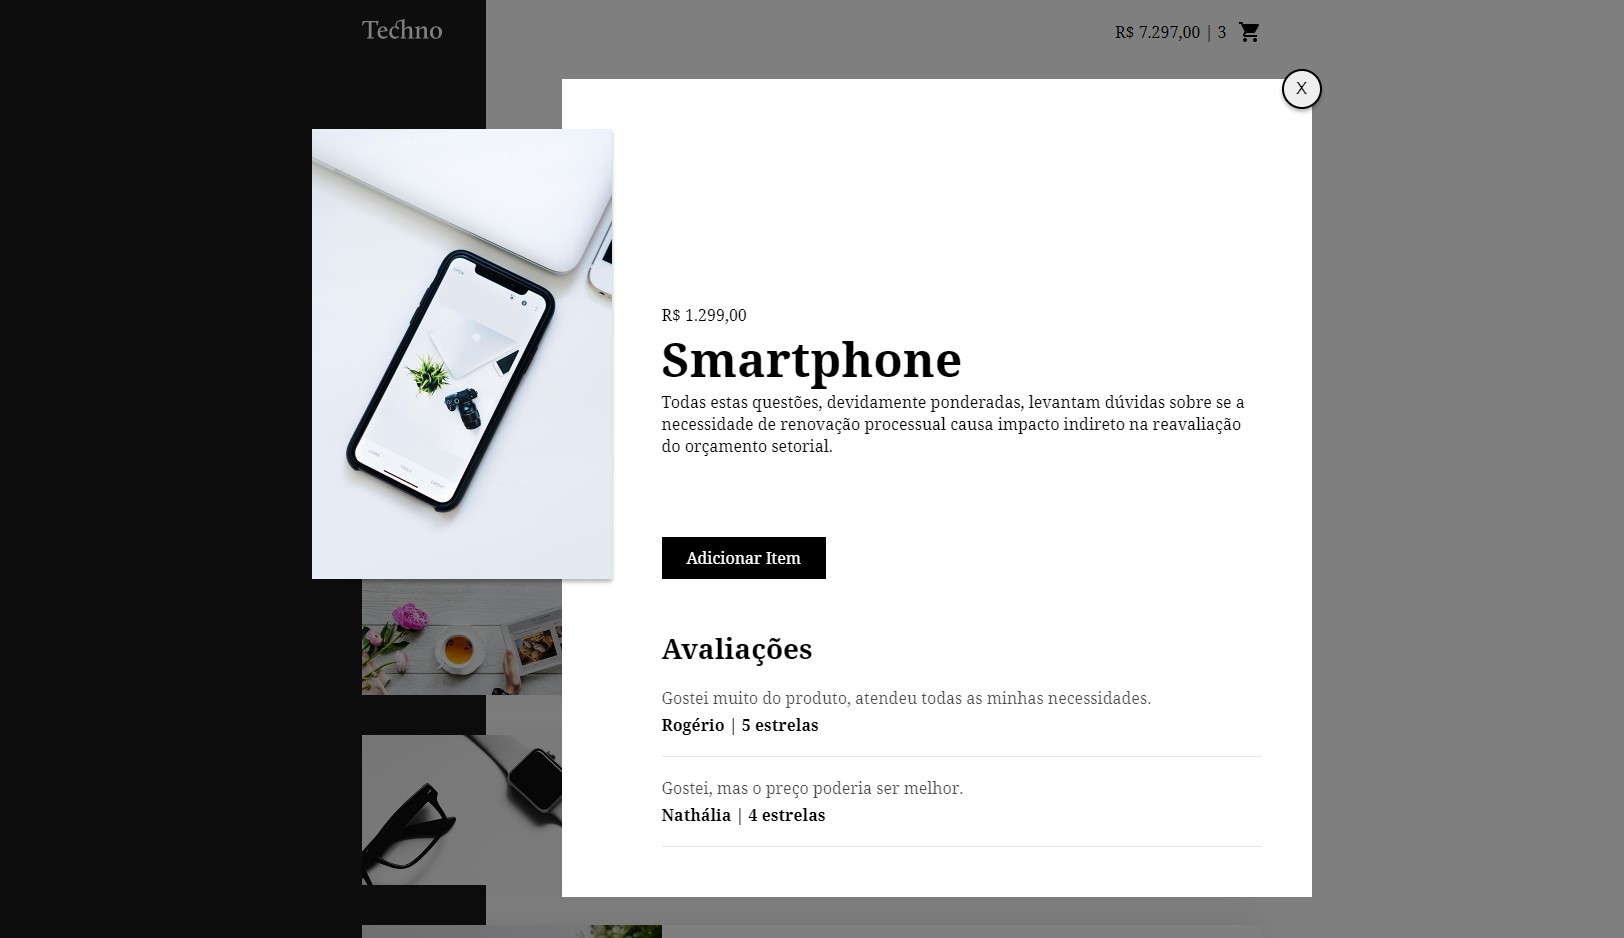 Techno
R$ 7.297,00 | 3
X
R$ 1.299,00
Smartphone
Todas estas questões, devidamente ponderadas, levantam dúvidas sobre se a
necessidade de renovação processual causa impacto indireto na reavaliação
do orçamento setorial.
Adicionar Item
Avaliações
Gostei muito do produto, atendeu todas as minhas necessidades.
Rogério | 5 estrelas
Gostei, mas o preço poderia ser melhor.
Nathália | 4 estrelas